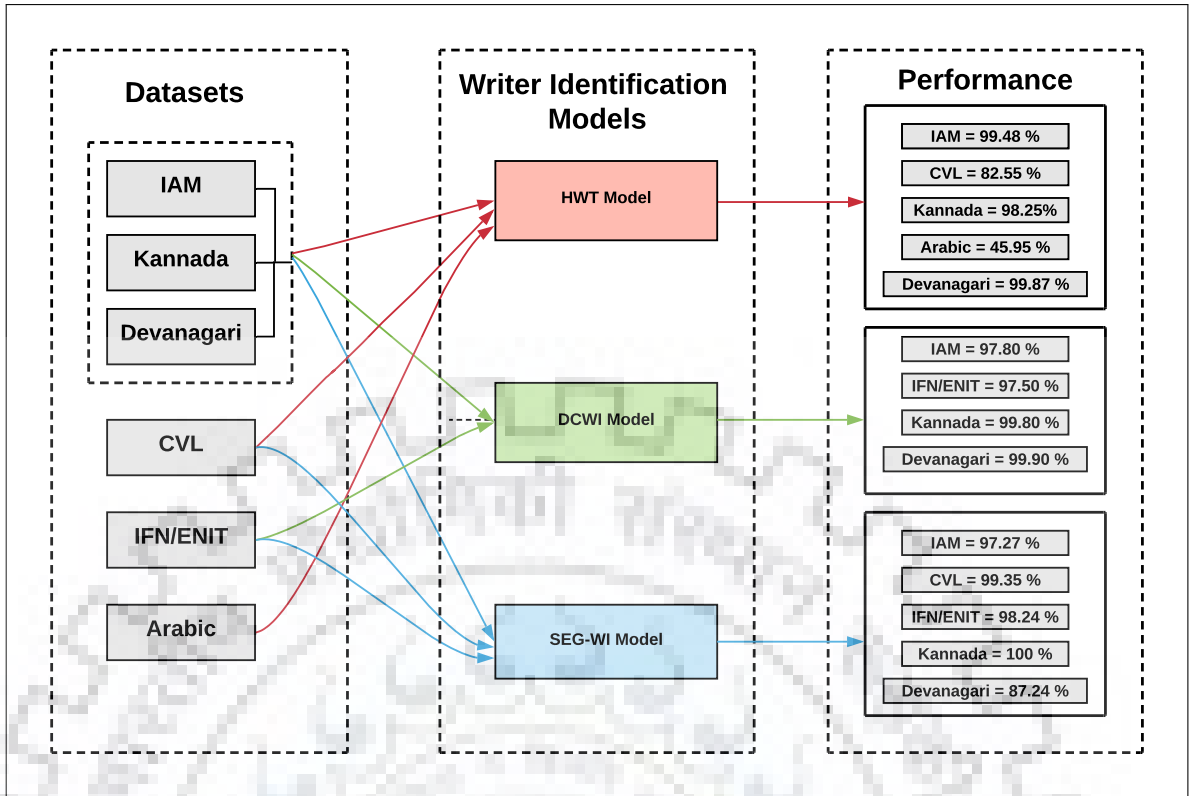 Datasets
IAM
Kannada
Devanagari
CVL
IFN/ENIT
Arabic
Writer Identification
Models
HWT Model
DCWI Model
SEG-WI Model
Performance
IAM = 99.48 %
CVL = 82.55 %
Kannada = 98.25%
Arabic = 45.95 %
Devanagari = 99.87 %
IAM = 97.80 %
IFN/ENIT = 97.50 %
Kannada = 99.80 %
Devanagari = 99.90 %
IAM = 97.27 %
CVL = 99.35 %
IFN/ENIT = 98.24 %
Kannada = 100 %
Devanagari = 87.24 %